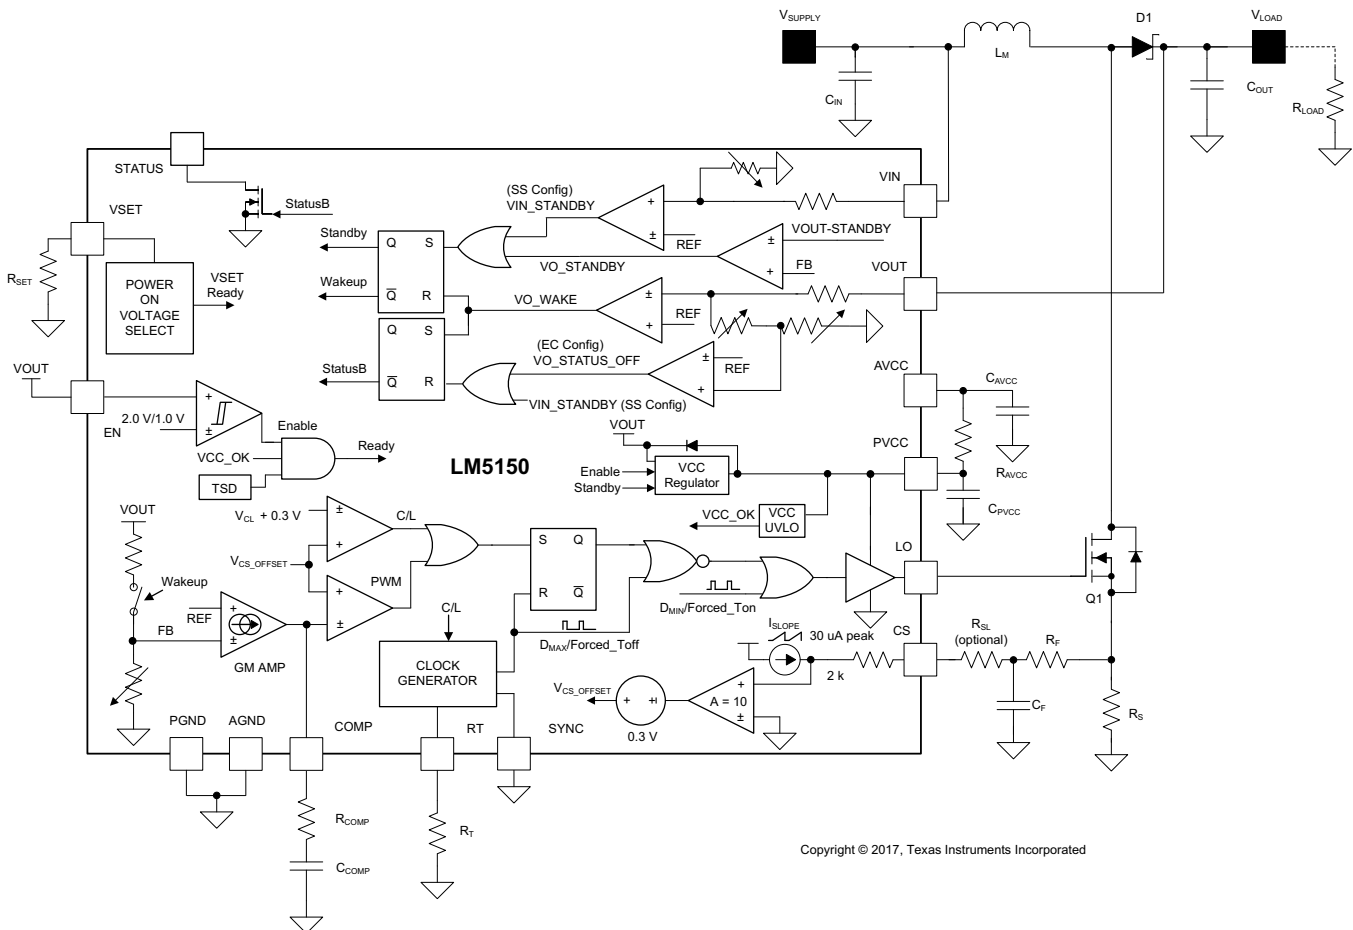 VSUPPLY
D1
VLOAD
LM
CIN
COUT
RLOAD
STATUS
VSET
StatusB
RSET
POWER
ON
VOLTAGE
SELECT
VSET
Ready
(SS Config)
VIN_STANDBY
+
±
REF
VIN
Standby
Q
S
VO_STANDBY
±
+
VOUT-STANDBY
FB
VOUT
Wakeup
Q
R
VO_WAKE
±
+
REF
Q
S
StatusB
Q
R
(EC Config)
VO_STATUS_OFF
±
+
REF
VIN_STANDBY (SS Config)
AVCC
CAVCC
RAVCC
VOUT
EN
2.0 V/1.0 V
+
±
Enable
VCC_OK
TSD
Ready
LM5150
VOUT
Enable
Standby
VCC
Regulator
PVCC
CPVCC
VCC_OK
VCC
UVLO
VOUT
VCL + 0.3 V
±
+
C/L
VCS_OFFSET
+
±
PWM
S
Q
R
Q
LO
Q1
Wakeup
REF
FB
+
±
GM AMP
C/L
DMAX/Forced_Toff
DMIN/Forced_Ton
CLOCK
GENERATOR
ISLOPE
30 uA peak
2 k
CS
RSL
(optional)
RF
CF
RS
VCS_OFFSET
+
+
0.3 V
A = 10
+
±
PGND
AGND
COMP
RT
SYNC
RCOMP
CCOMP
RT
Copyright © 2017, Texas Instruments Incorporated